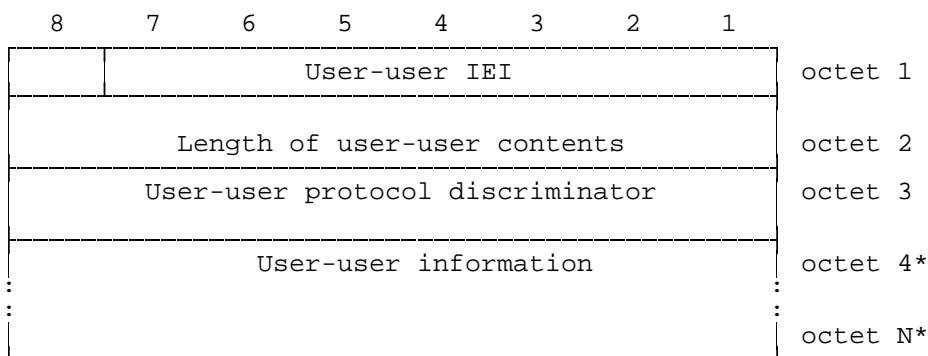 8 7 6 5 4 3 2 1
User-user IEI octet 1
Length of user-user contents octet 2
User-user protocol discriminator octet 3
User-user information octet 4*
: :
: :
octet N*